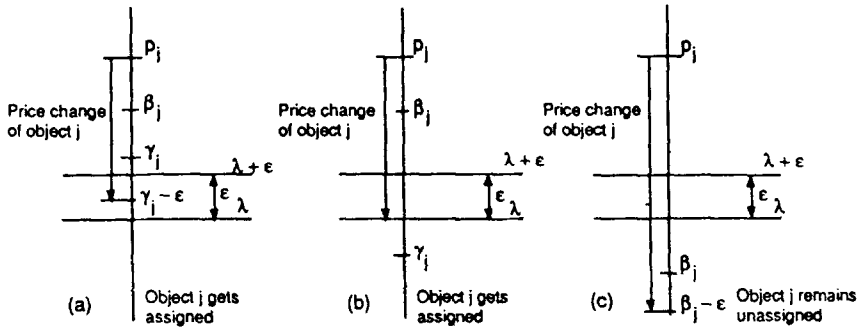 p_j
Price change
of object j
β_j
γ_j
λ + ε
γ_j − ε
ε
λ
(a)
Object j gets
assigned
p_j
Price change
of object j
β_j
λ + ε
ε
λ
γ_j
(b)
Object j gets
assigned
p_j
Price change
of object j
λ + ε
ε
λ
β_j
β_j − ε
(c)
Object j remains
unassigned